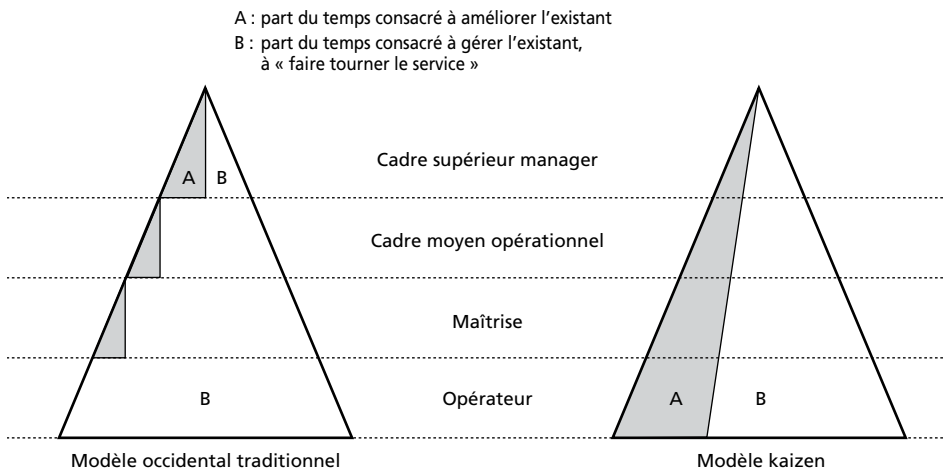 A : part du temps consacré à améliorer l’existant
B : part du temps consacré à gérer l’existant,
à « faire tourner le service »
Cadre supérieur manager
A B
Cadre moyen opérationnel
Maîtrise
B
Opérateur
A B
Modèle occidental traditionnel
Modèle kaizen